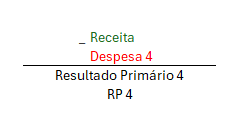 _ Receita
Despesa 4
Resultado Primário 4
RP 4